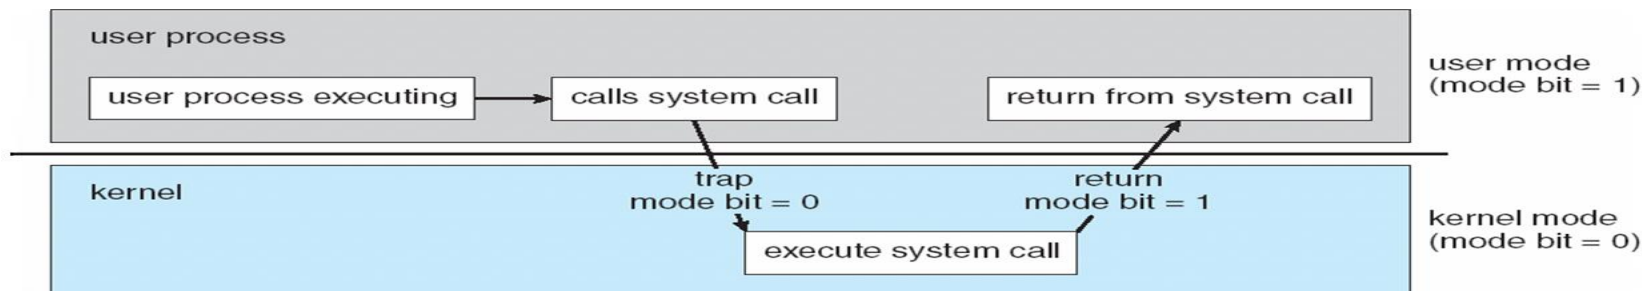 user process
user process executing
calls system call
return from system call
user mode
(mode bit = 1)
kernel
trap
mode bit = 0
return
mode bit = 1
execute system call
kernel mode
(mode bit = 0)